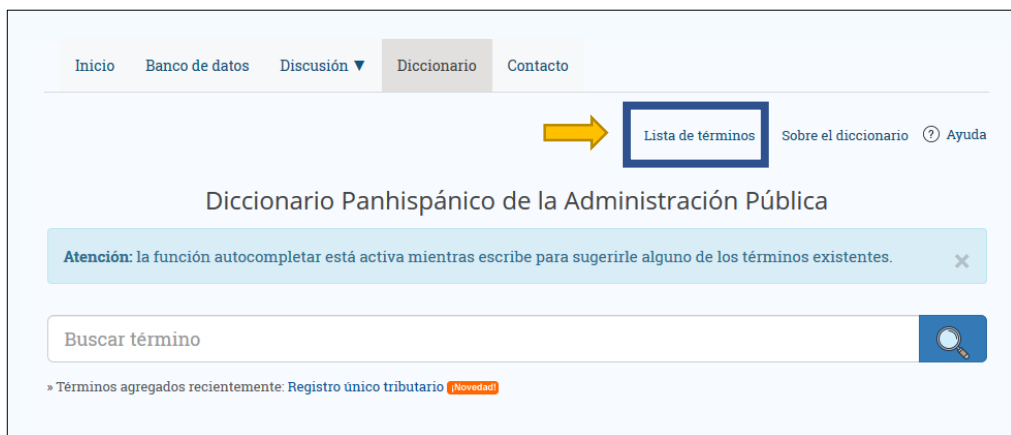 Inicio Banco de datos Discusión ▼ Diccionario Contacto
Lista de términos Sobre el diccionario ? Ayuda
Diccionario Panhispánico de la Administración Pública
Atención: la función autocompletar está activa mientras escribe para sugerirle alguno de los términos existentes. ×
Buscar término
» Términos agregados recientemente: Registro único tributario ¡Novedad!